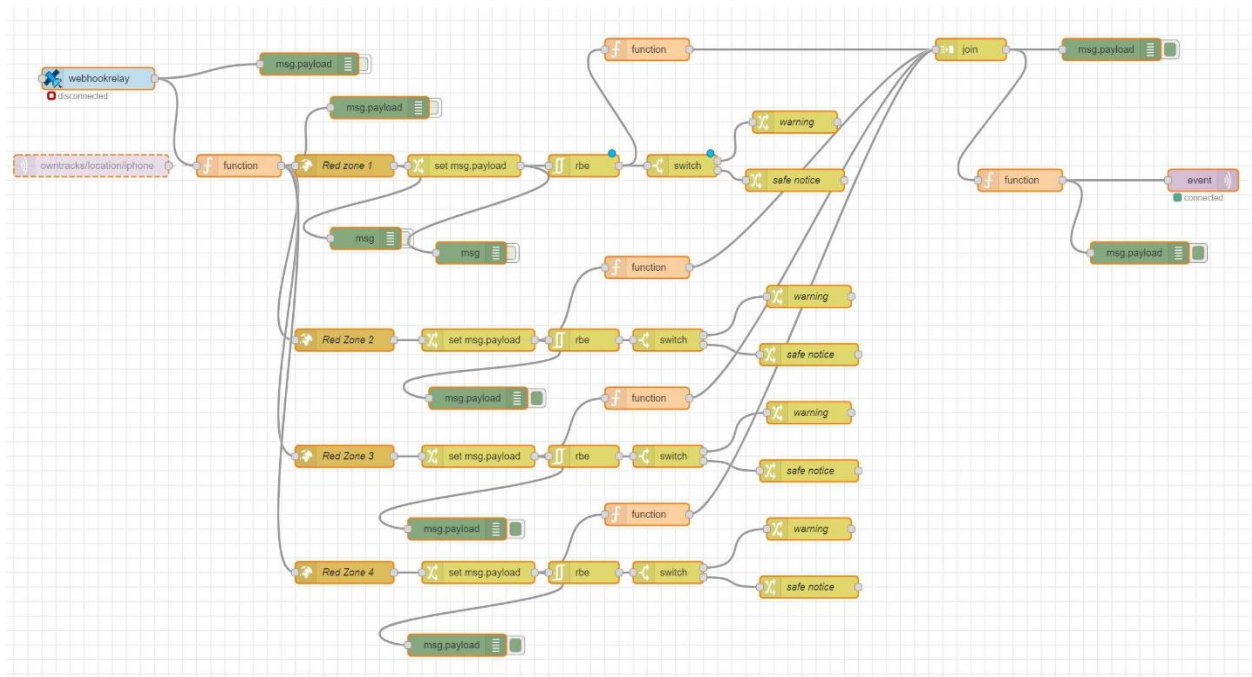 function
join
msg.payload
msg.payload
webhookrelay
disconnected
msg.payload
warning
owntracks/location/iphone
function
Red zone 1
set msg.payload
rbe
switch
safe notice
function
event
connected
msg
msg
msg.payload
function
warning
Red Zone 2
set msg.payload
rbe
switch
safe notice
msg.payload
function
warning
Red Zone 3
set msg.payload
rbe
switch
safe notice
msg.payload
function
warning
Red Zone 4
set msg.payload
rbe
switch
safe notice
msg.payload